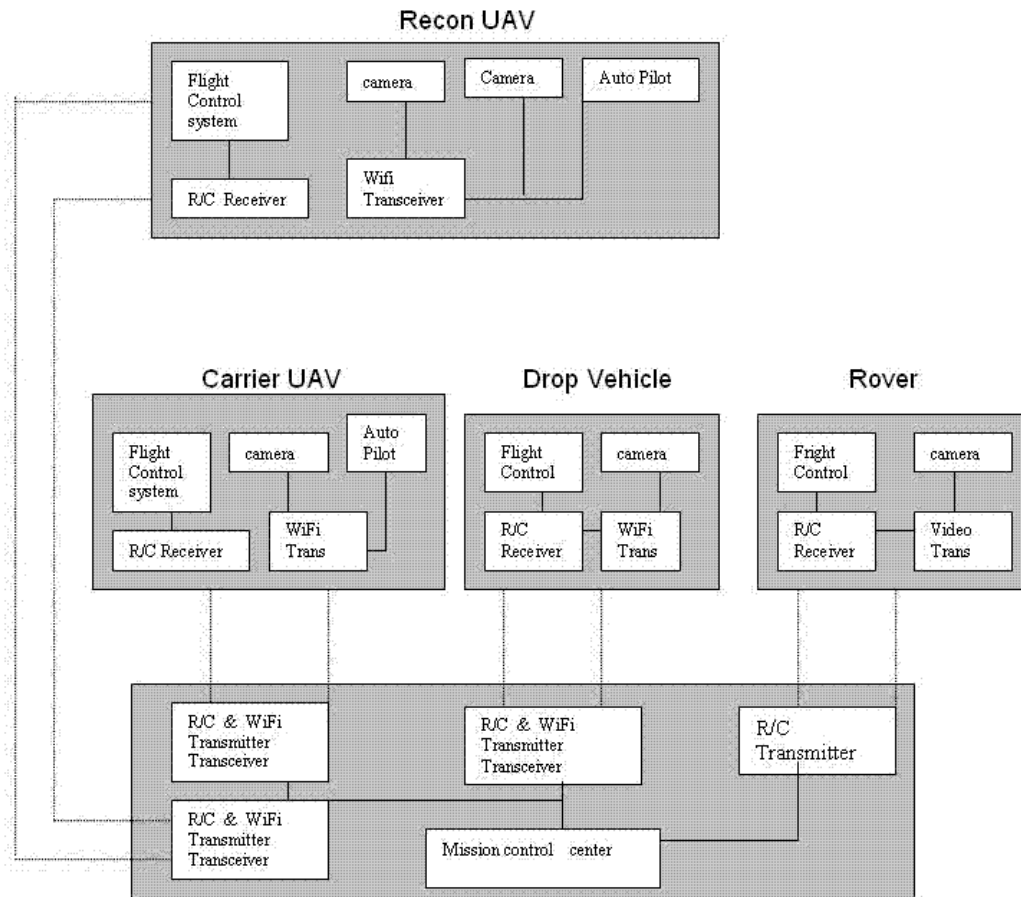 Recon UAV
Flight
Control
system
camera
Camera
Auto Pilot
R/C Receiver
Wifi
Transceiver
Carrier UAV
Flight
Control
system
camera
Auto
Pilot
R/C Receiver
WiFi
Trans
Drop Vehicle
Flight
Control
camera
R/C
Receiver
WiFi
Trans
Rover
Fright
Control
camera
R/C
Receiver
Video
Trans
R/C & WiFi
Transmitter
Transceiver
R/C & WiFi
Transmitter
Transceiver
R/C
Transmitter
R/C & WiFi
Transmitter
Transceiver
Mission control center